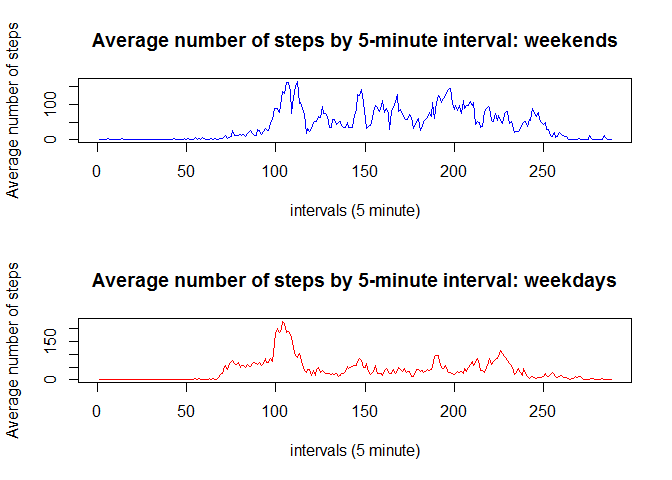 Average number of steps by 5-minute interval: weekends
Average number of steps
100
0
0 50 100 150 200 250
intervals (5 minute)
Average number of steps by 5-minute interval: weekdays
Average number of steps
150
0
0 50 100 150 200 250
intervals (5 minute)